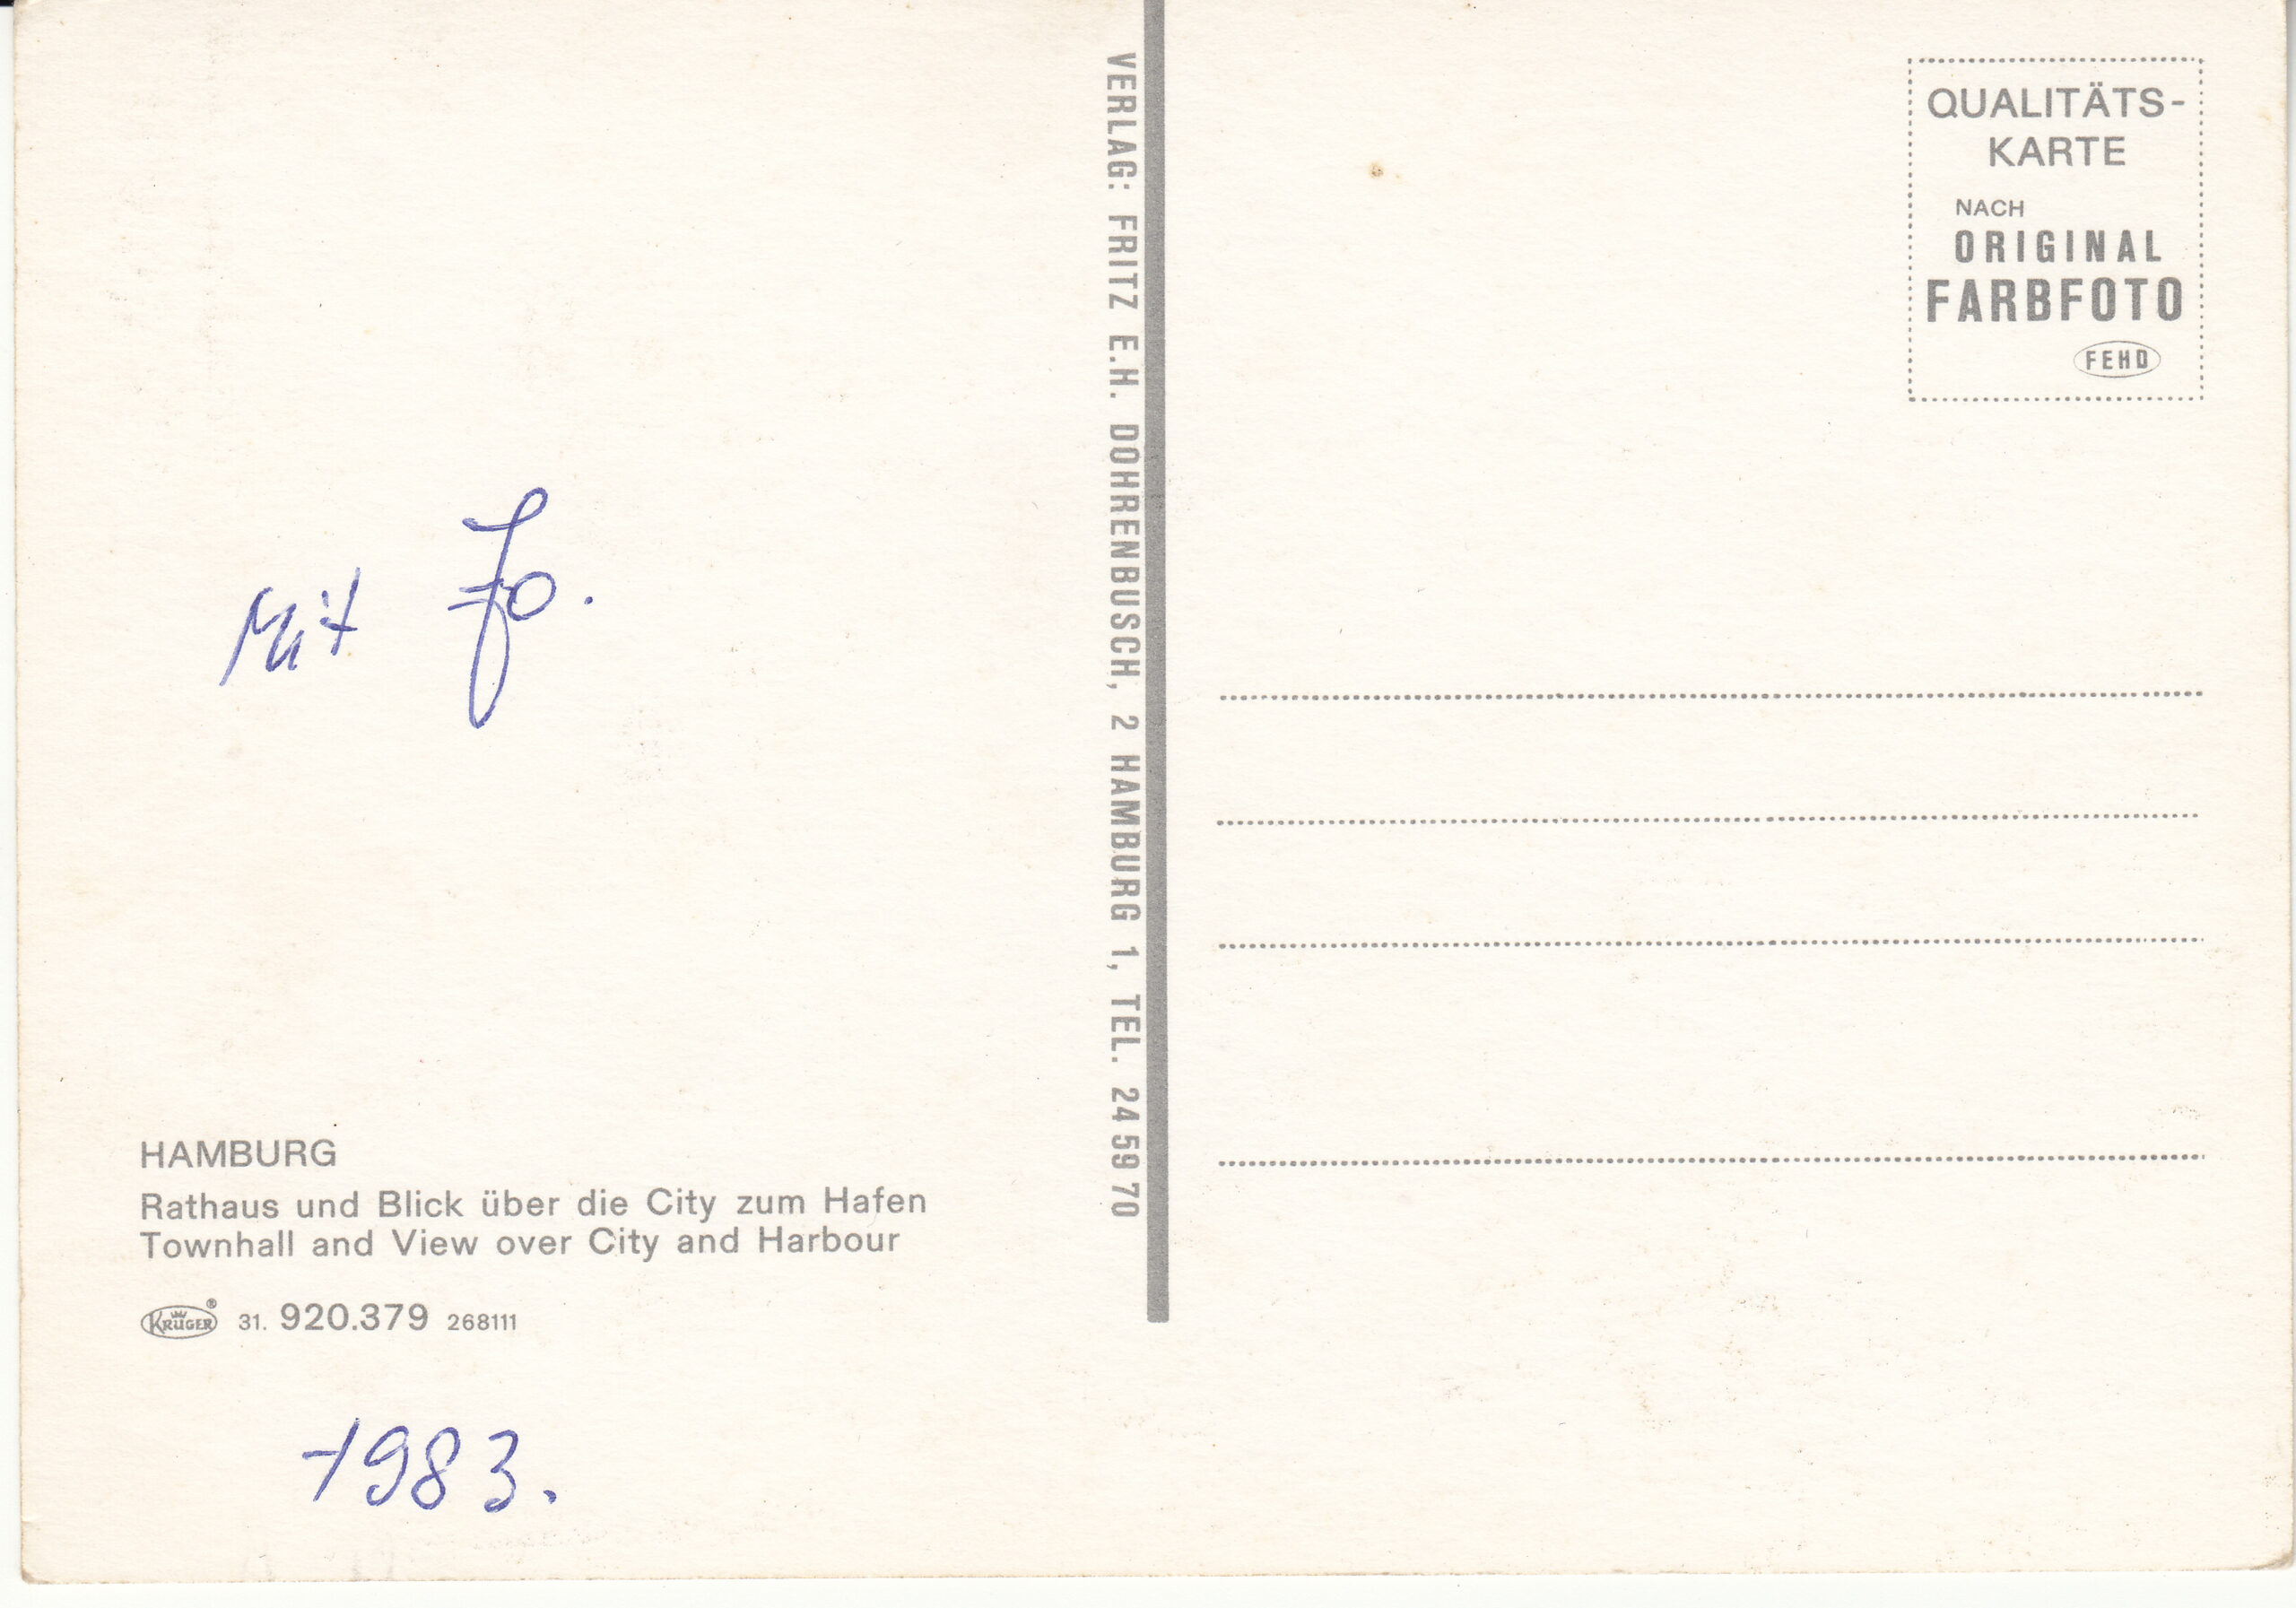 Mit Jo.
HAMBURG
Rathaus und Blick über die City zum Hafen
Townhall and View over City and Harbour
KRÜGER® 31. 920.379 268111
1983.
VERLAG: FRITZ E.H. DOHRENBUSCH, 2 HAMBURG 1, TEL. 24 59 70
QUALITÄTS-
KARTE
NACH
ORIGINAL
FARBFOTO
FEHD